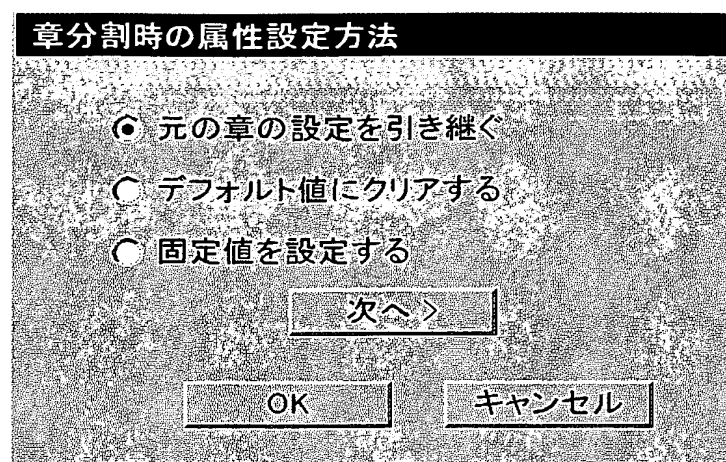 章分割時の属性設定方法
元の章の設定を引き継ぐ
デフォルト値にクリアする
固定値を設定する
次へ >
OK キャンセル